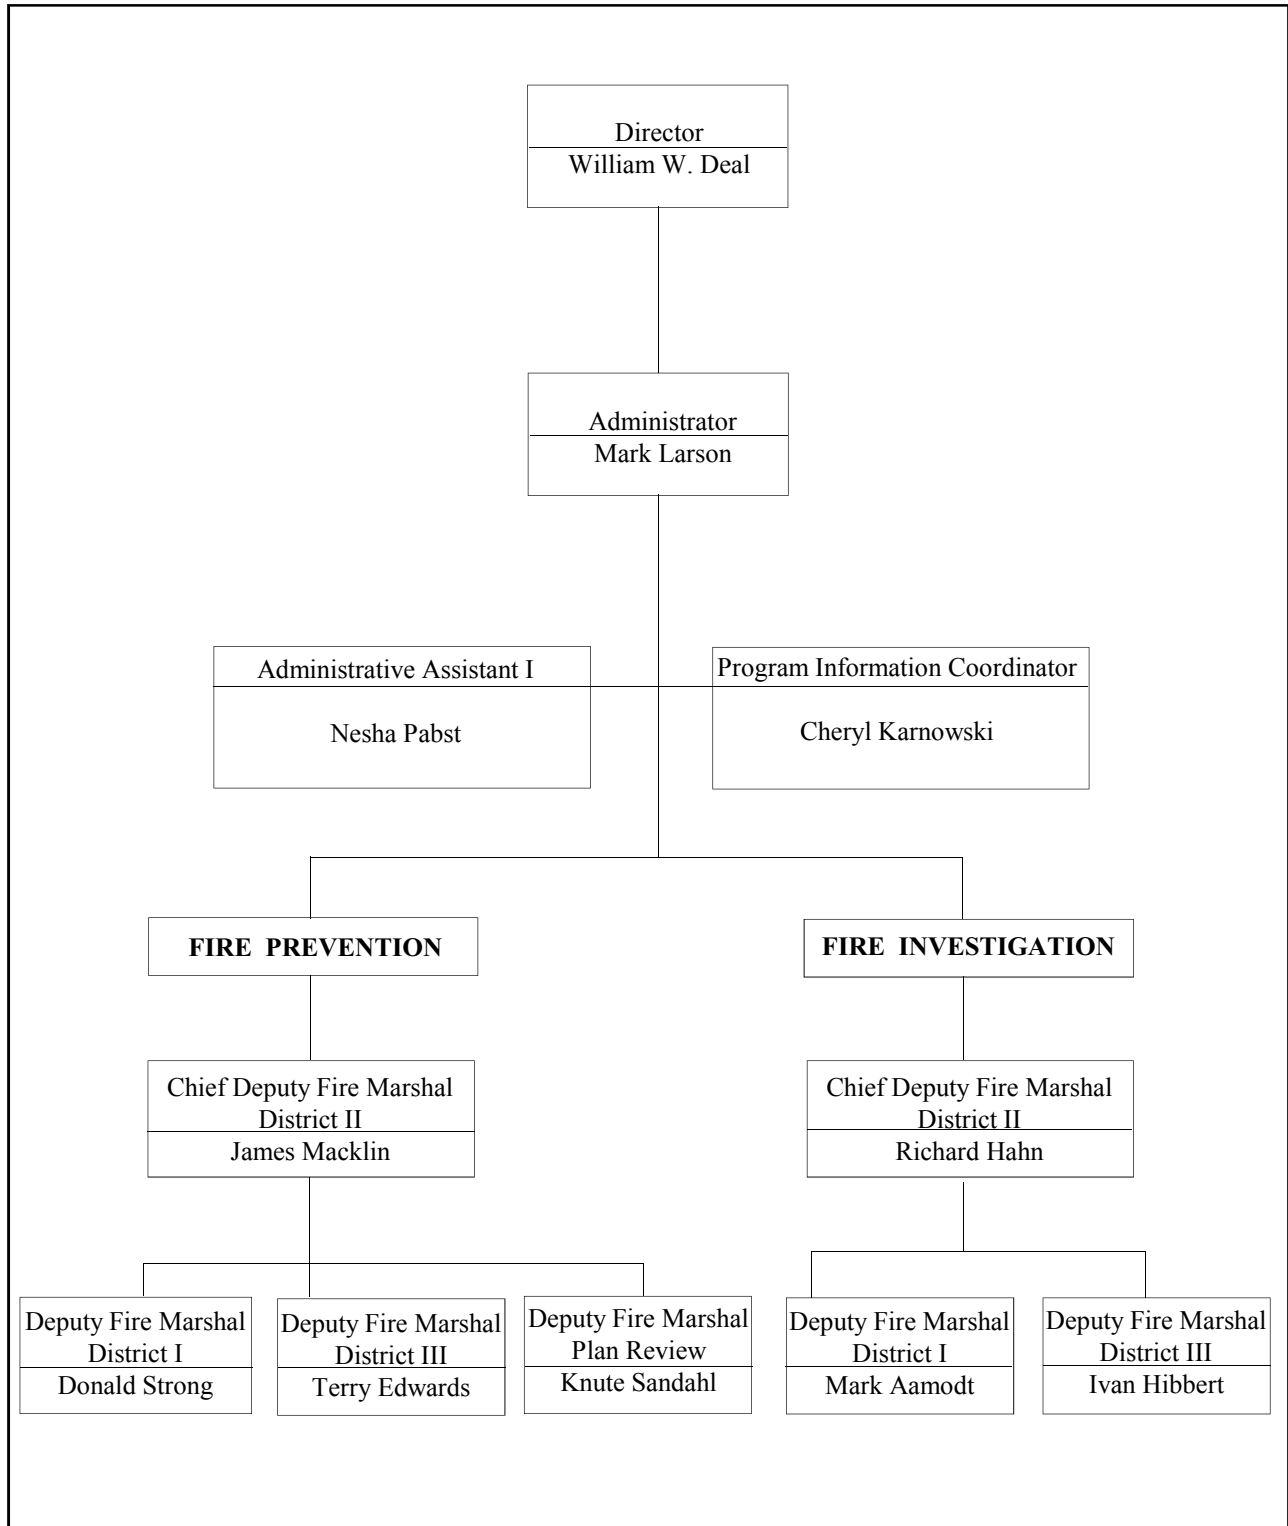 Director
William W. Deal
Administrator
Mark Larson
Administrative Assistant I
Nesha Pabst
Program Information Coordinator
Cheryl Karnowski
FIRE PREVENTION
FIRE INVESTIGATION
Chief Deputy Fire Marshal
District II
James Macklin
Chief Deputy Fire Marshal
District II
Richard Hahn
Deputy Fire Marshal
District I
Donald Strong
Deputy Fire Marshal
District III
Terry Edwards
Deputy Fire Marshal
Plan Review
Knute Sandahl
Deputy Fire Marshal
District I
Mark Aamodt
Deputy Fire Marshal
District III
Ivan Hibbert